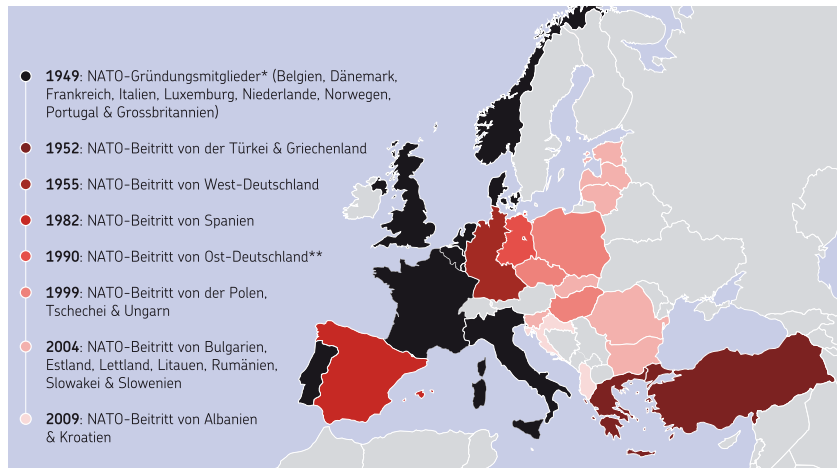 1949: NATO-Gründungsmitglieder* (Belgien, Dänemark,
Frankreich, Italien, Luxemburg, Niederlande, Norwegen,
Portugal & Grossbritannien)
1952: NATO-Beitritt von der Türkei & Griechenland
1955: NATO-Beitritt von West-Deutschland
1982: NATO-Beitritt von Spanien
1990: NATO-Beitritt von Ost-Deutschland**
1999: NATO-Beitritt von der Polen,
Tschechei & Ungarn
2004: NATO-Beitritt von Bulgarien,
Estland, Lettland, Litauen, Rumänien,
Slowakei & Slowenien
2009: NATO-Beitritt von Albanien
& Kroatien